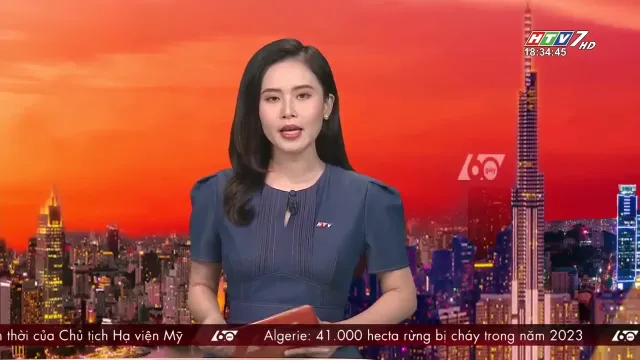 HTV7 HD
18:34:45
60 giây
HTV
n thời của Chủ tịch Hạ viện Mỹ 60 Algerie: 41.000 hecta rừng bị cháy trong năm 2023 60